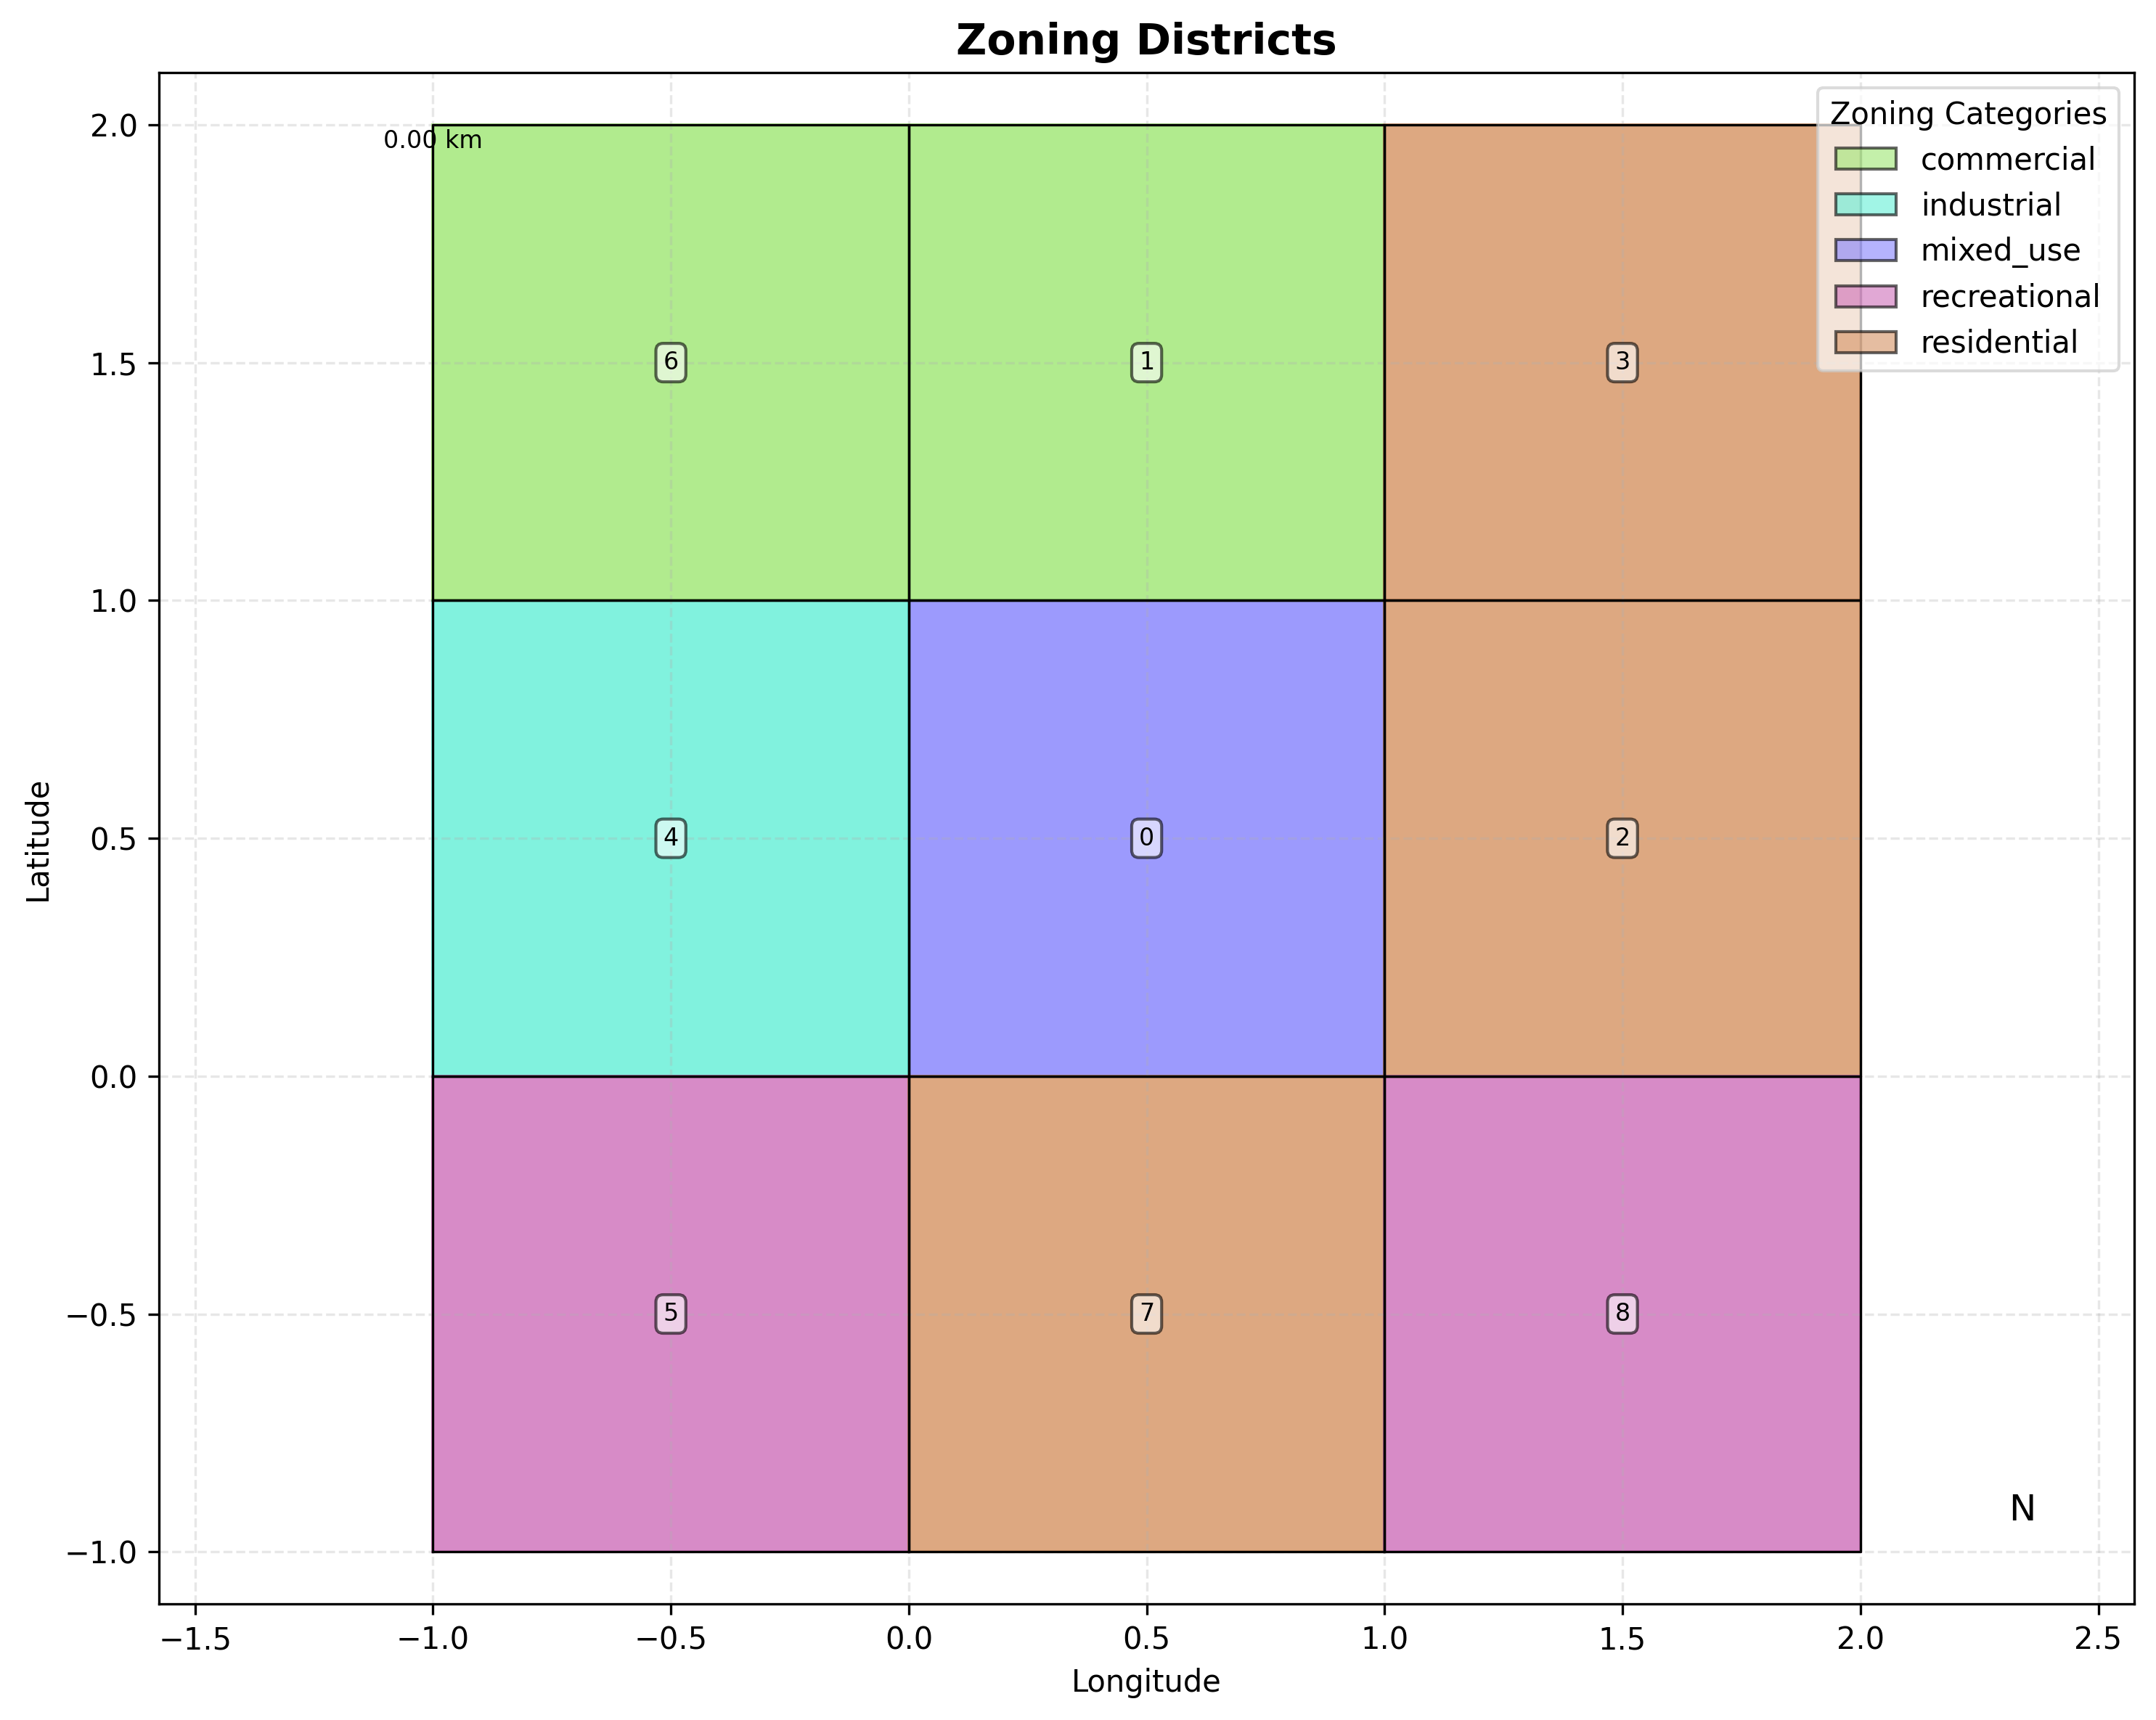 Zoning Districts
Zoning Categories
commercial
industrial
mixed_use
recreational
residential
0.00 km
6
1
3
4
0
2
5
7
8
N
2.0
1.5
1.0
0.5
0.0
−0.5
−1.0
Latitude
−1.5
−1.0
−0.5
0.0
0.5
1.0
1.5
2.0
2.5
Longitude